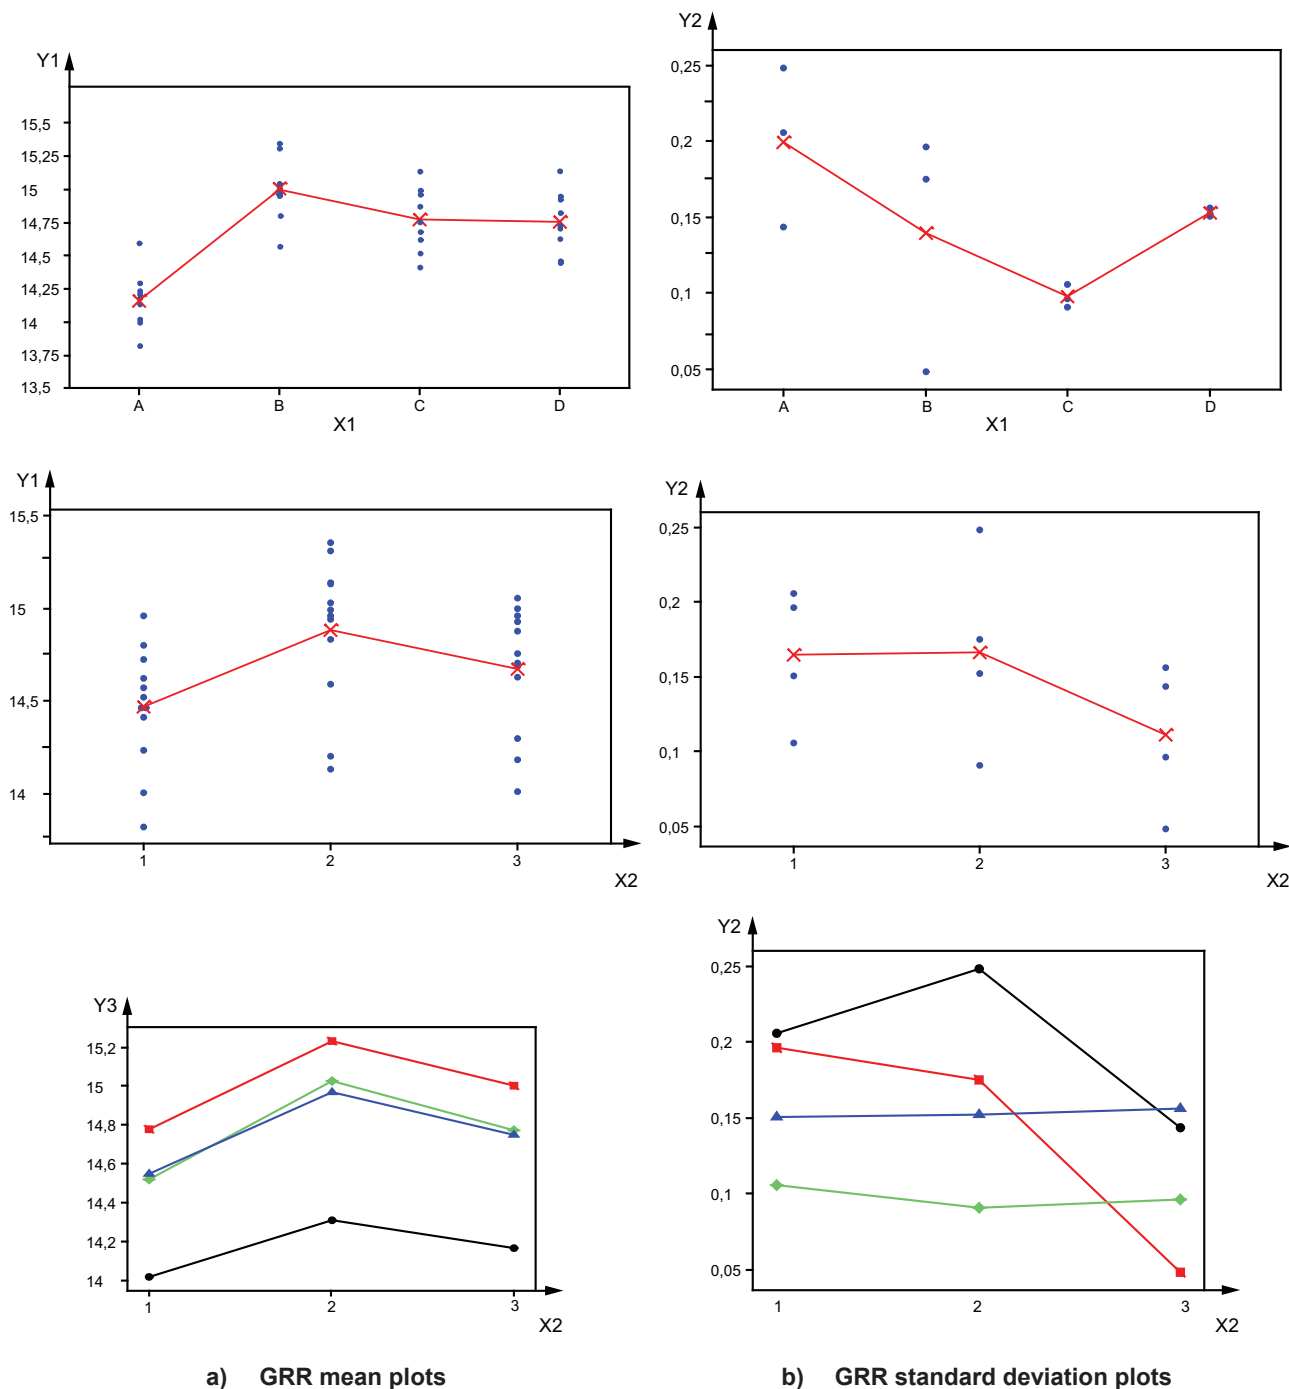 Y1
15,5
15,25
15
14,75
14,5
14,25
14
13,75
13,5
A B C D
X1
Y2
0,25
0,2
0,15
0,1
0,05
A B C D
X1
Y1
15,5
15
14,5
14
1 2 3
X2
Y2
0,25
0,2
0,15
0,1
0,05
1 2 3
X2
Y3
15,2
15
14,8
14,6
14,4
14,2
14
1 2 3
X2
Y2
0,25
0,2
0,15
0,1
0,05
1 2 3
X2
a) GRR mean plots
b) GRR standard deviation plots